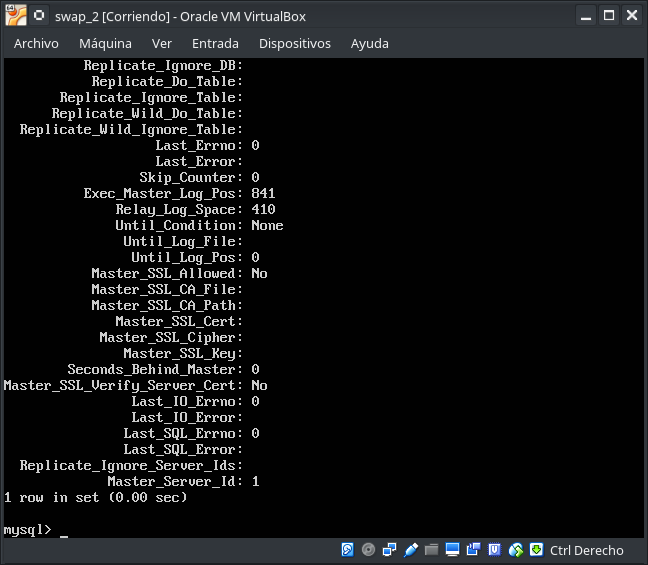 swap_2 [Corriendo] - Oracle VM VirtualBox
Archivo Máquina Ver Entrada Dispositivos Ayuda
Replicate_Ignore_DB:
Replicate_Do_Table:
Replicate_Ignore_Table:
Replicate_Wild_Do_Table:
Replicate_Wild_Ignore_Table:
Last_Errno: 0
Last_Error:
Skip_Counter: 0
Exec_Master_Log_Pos: 841
Relay_Log_Space: 410
Until_Condition: None
Until_Log_File:
Until_Log_Pos: 0
Master_SSL_Allowed: No
Master_SSL_CA_File:
Master_SSL_CA_Path:
Master_SSL_Cert:
Master_SSL_Cipher:
Master_SSL_Key:
Seconds_Behind_Master: 0
Master_SSL_Verify_Server_Cert: No
Last_IO_Errno: 0
Last_IO_Error:
Last_SQL_Errno: 0
Last_SQL_Error:
Replicate_Ignore_Server_Ids:
Master_Server_Id: 1
1 row in set (0.00 sec)
mysql> _
Ctrl Derecho